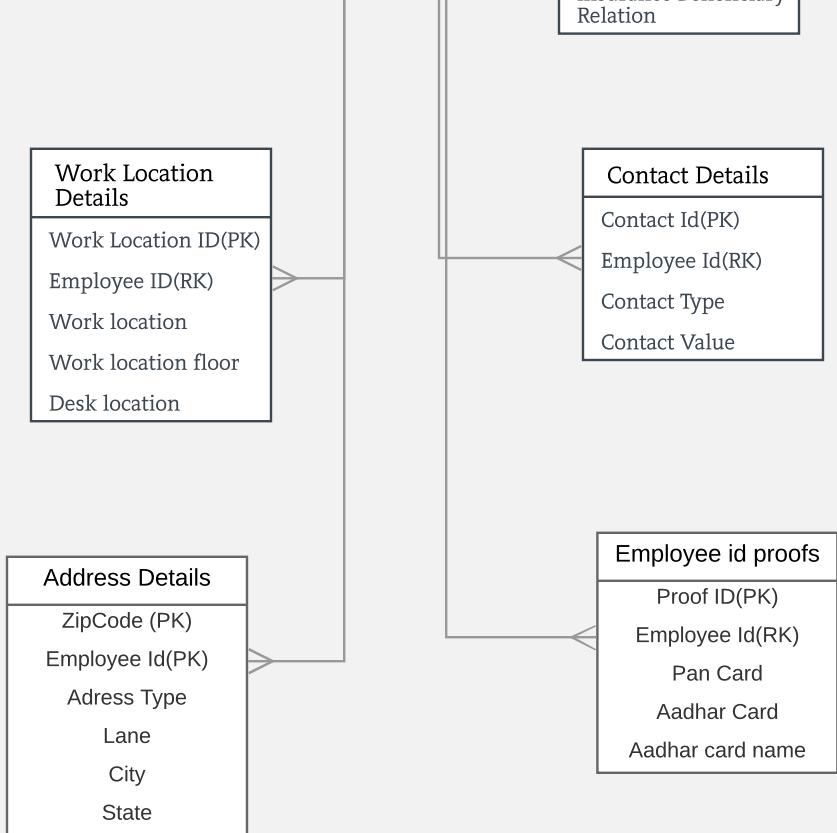 Insurance Beneficiary
Relation
Work Location
Details
Work Location ID(PK)
Employee ID(RK)
Work location
Work location floor
Desk location
Contact Details
Contact Id(PK)
Employee Id(RK)
Contact Type
Contact Value
Address Details
ZipCode (PK)
Employee Id(PK)
Adress Type
Lane
City
State
Employee id proofs
Proof ID(PK)
Employee Id(RK)
Pan Card
Aadhar Card
Aadhar card name